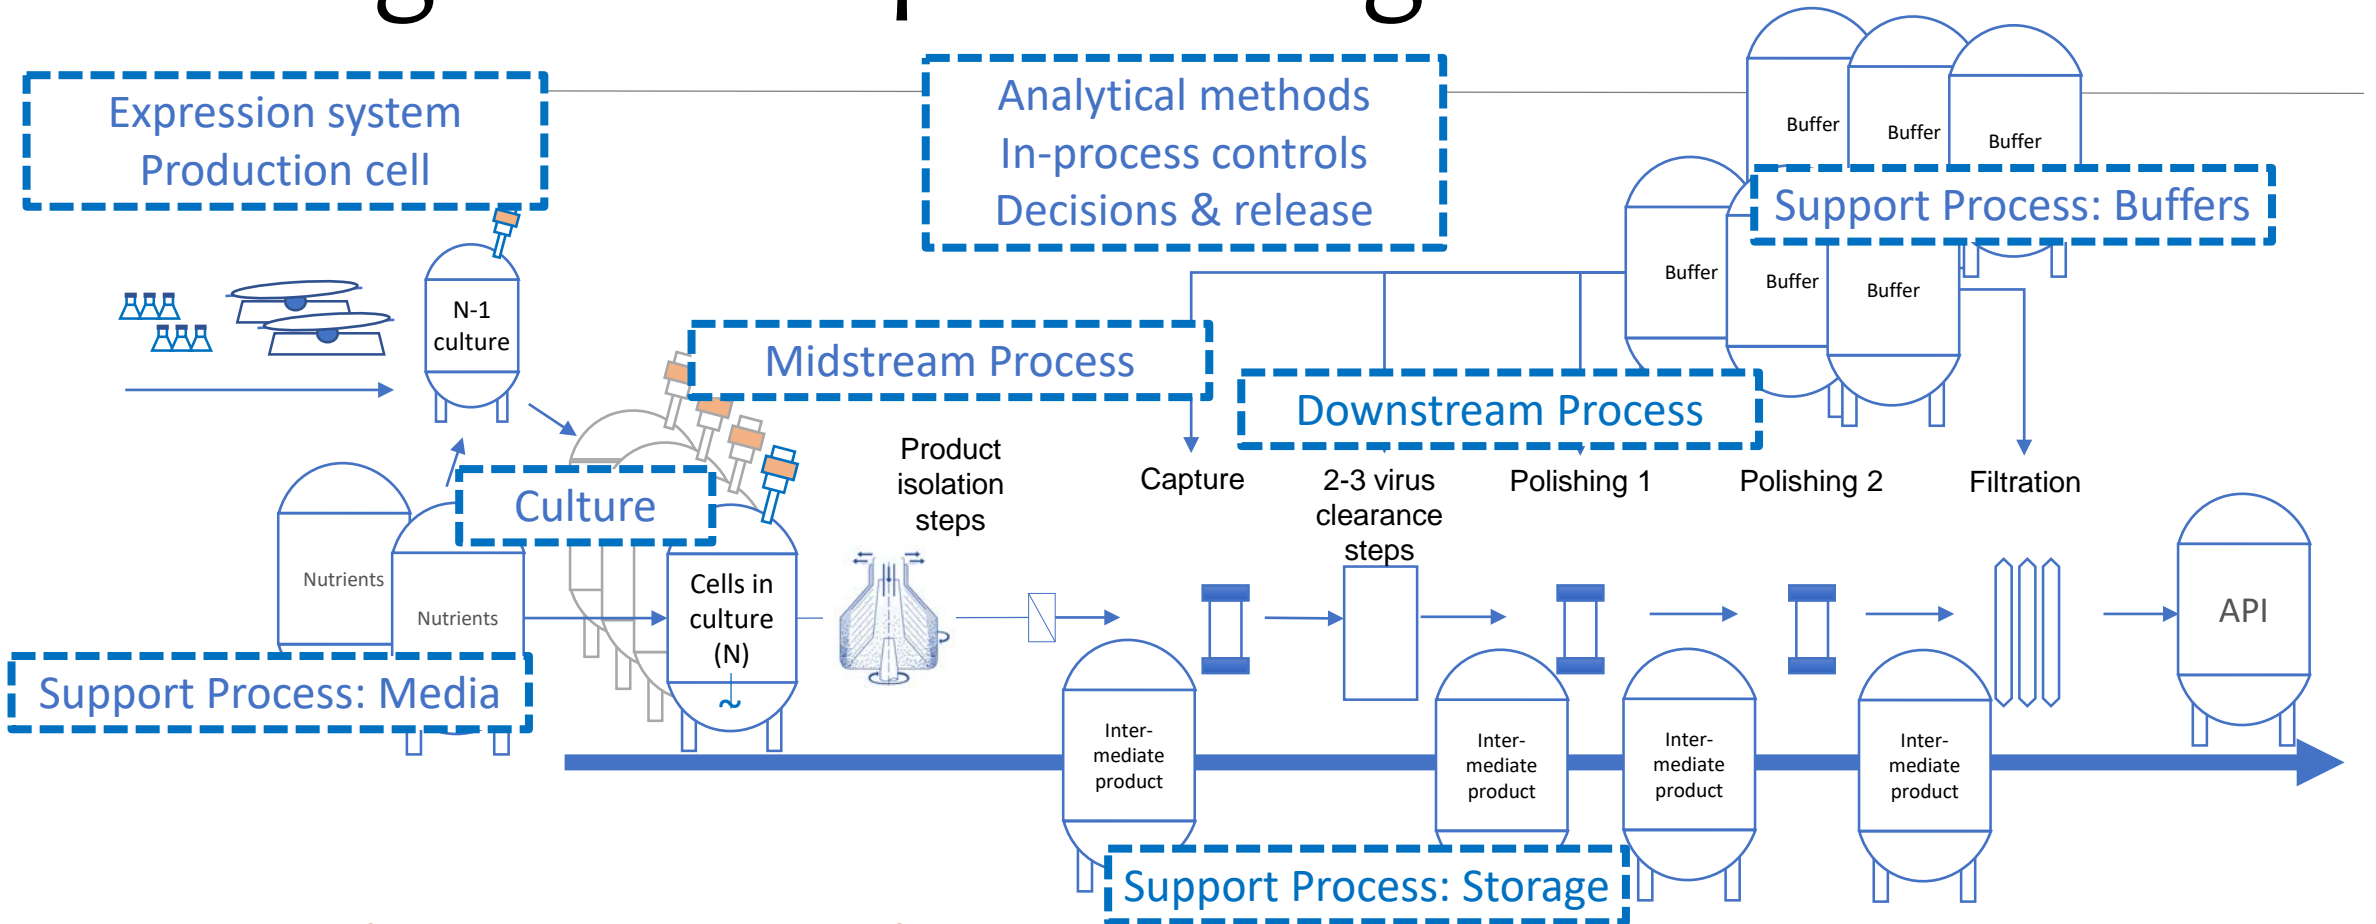 Expression system
Production cell
Analytical methods
In-process controls
Decisions & release
Buffer
Buffer
Buffer
Support Process: Buffers
Buffer
Buffer
Buffer
N-1
culture
Midstream Process
Downstream Process
Product
isolation
steps
Capture
2-3 virus
clearance
steps
Polishing 1
Polishing 2
Filtration
Culture
Nutrients
Nutrients
Cells in
culture
(N)
~
API
Support Process: Media
Inter-
mediate
product
Inter-
mediate
product
Inter-
mediate
product
Inter-
mediate
product
Support Process: Storage